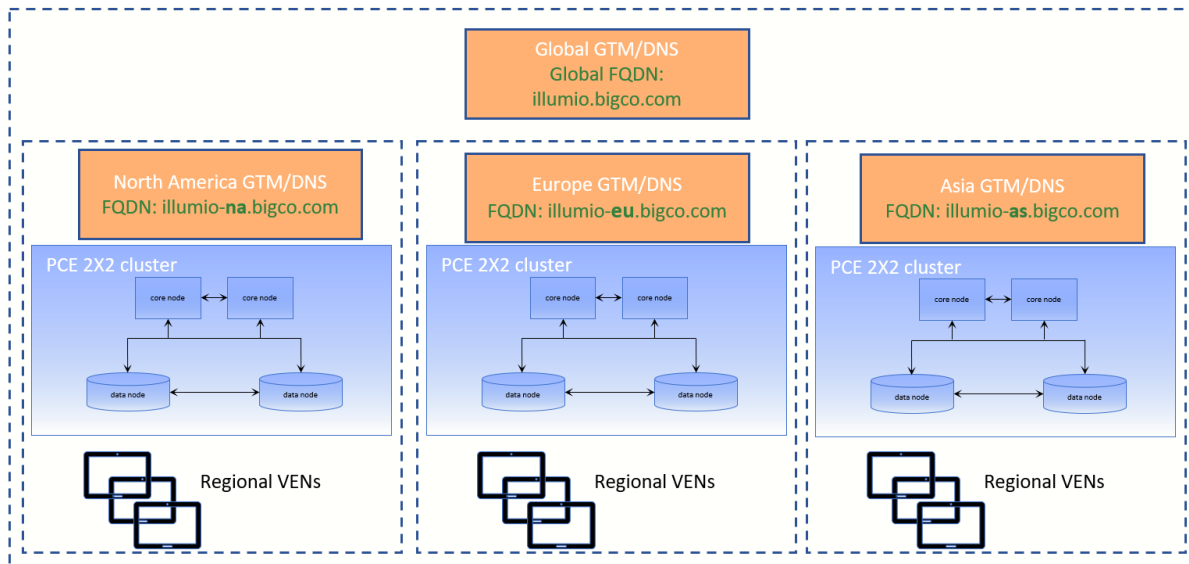 Global GTM/DNS
Global FQDN:
illumio.bigco.com
North America GTM/DNS
FQDN: illumio-na.bigco.com
PCE 2X2 cluster
core node
core node
data node
data node
Regional VENs
Europe GTM/DNS
FQDN: illumio-eu.bigco.com
PCE 2X2 cluster
core node
core node
data node
data node
Regional VENs
Asia GTM/DNS
FQDN: illumio-as.bigco.com
PCE 2X2 cluster
core node
core node
data node
data node
Regional VENs